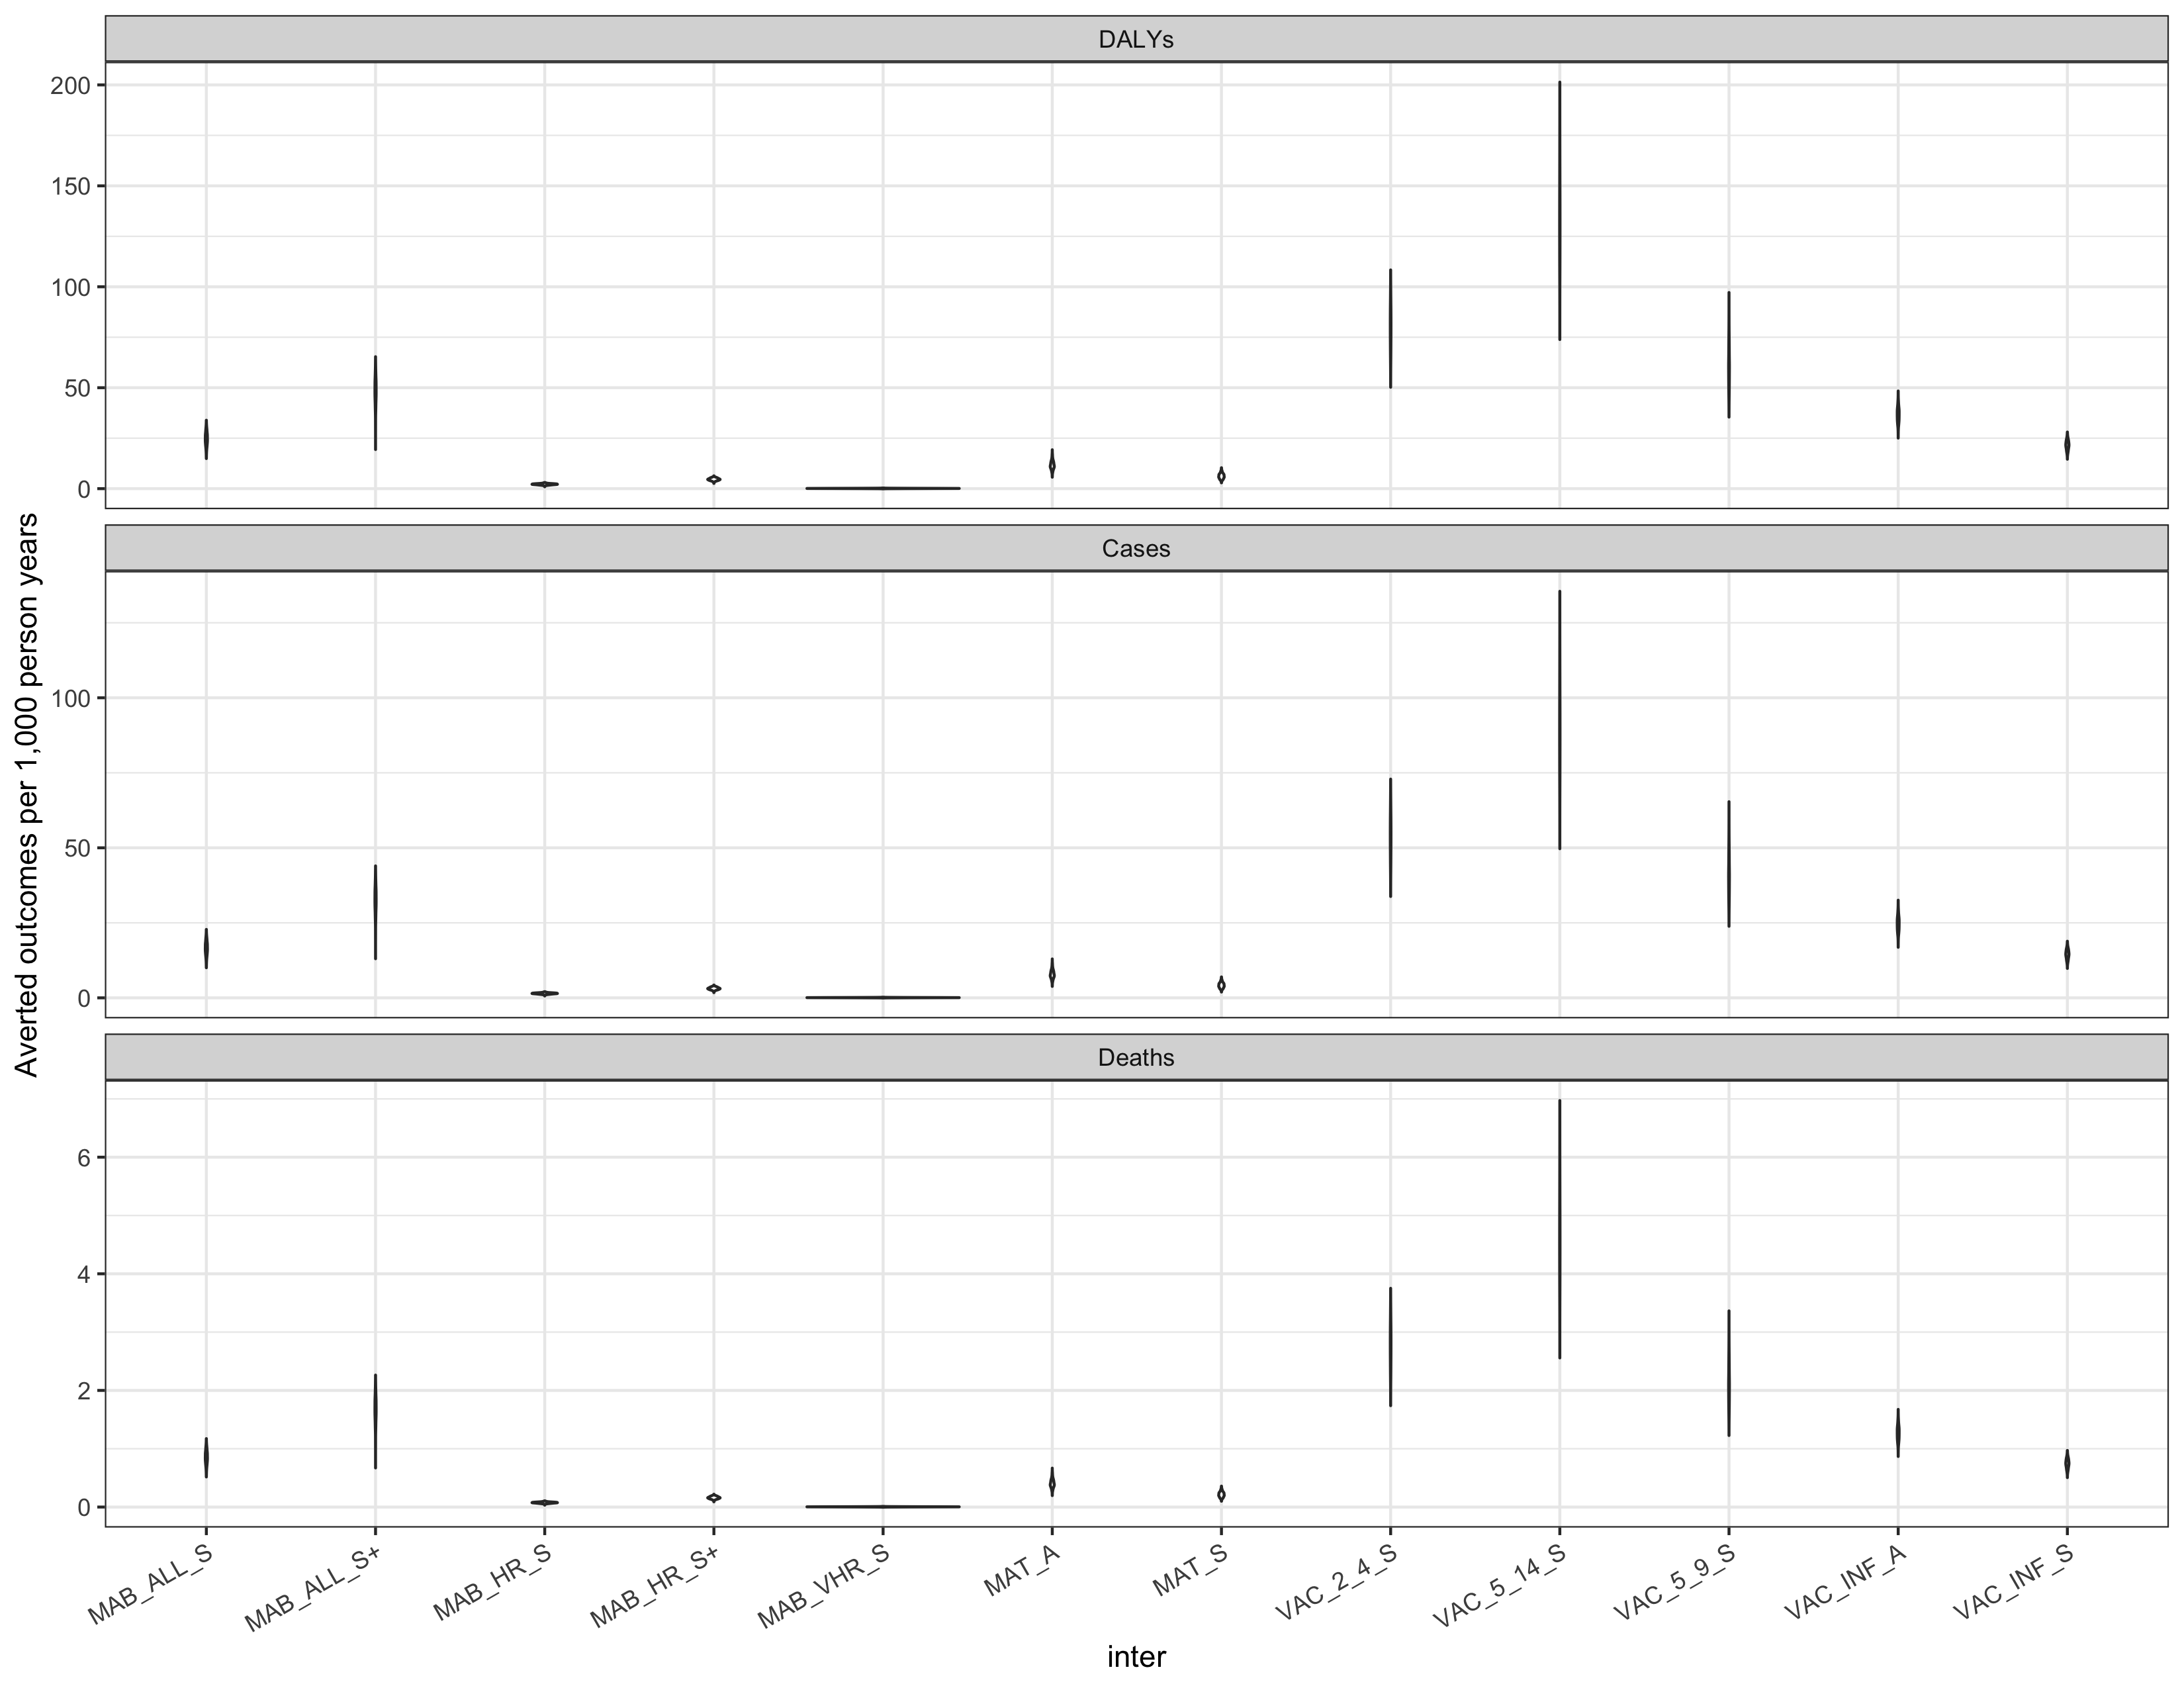 DALYs
200
150
100
50
0
Cases
100
50
0
Deaths
6
4
2
0
Averted outcomes per 1,000 person years
MAB_ALL_S
MAB_ALL_S+
MAB_HR_S
MAB_HR_S+
MAB_VHR_S
MAT_A
MAT_S
VAC_2_4_S
VAC_5_14_S
VAC_5_9_S
VAC_INF_A
VAC_INF_S
inter